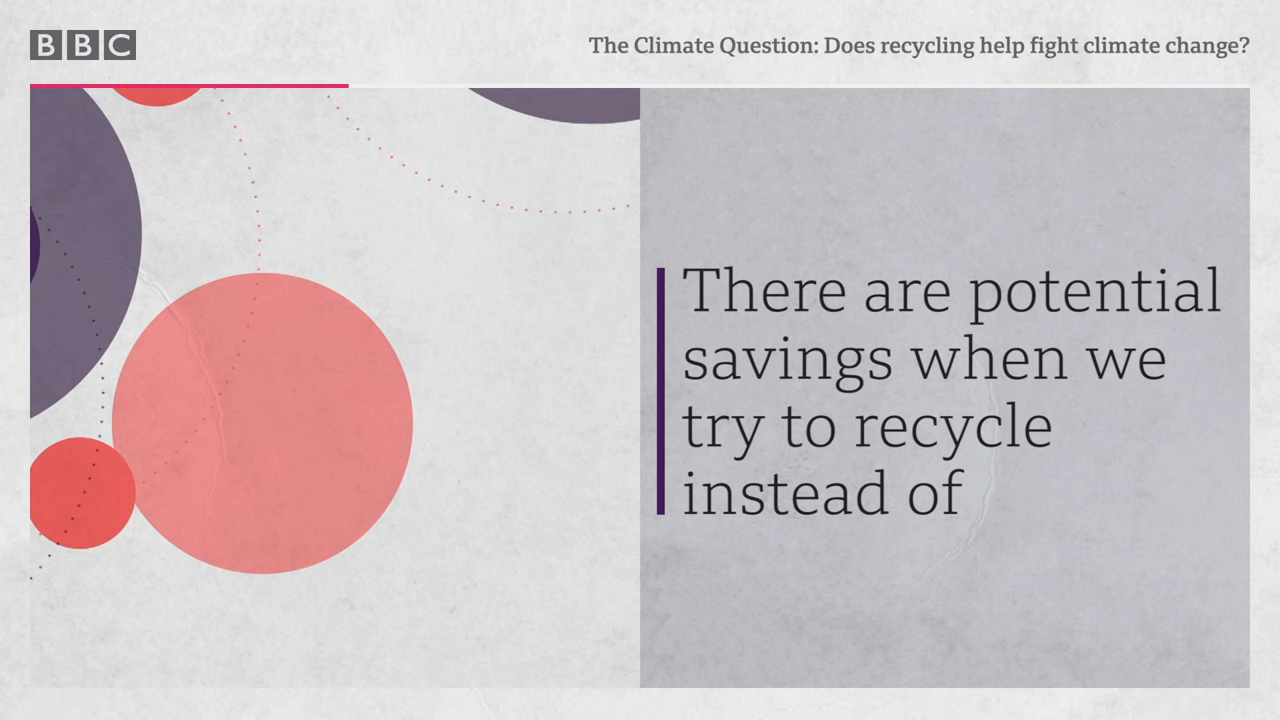 BBC
The Climate Question: Does recycling help fight climate change?
There are potential
savings when we
try to recycle
instead of